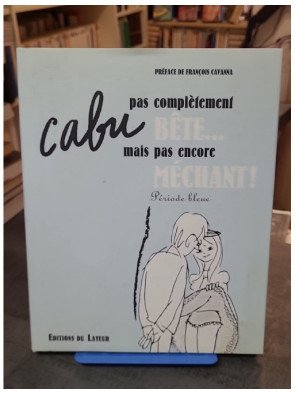 PRÉFACE DE FRANÇOIS CAVANNA
pas complètement
cabu
BÊTE...
mais pas encore
MÉCHANT!
Période bleue
EDITIONS DU LAYEUR